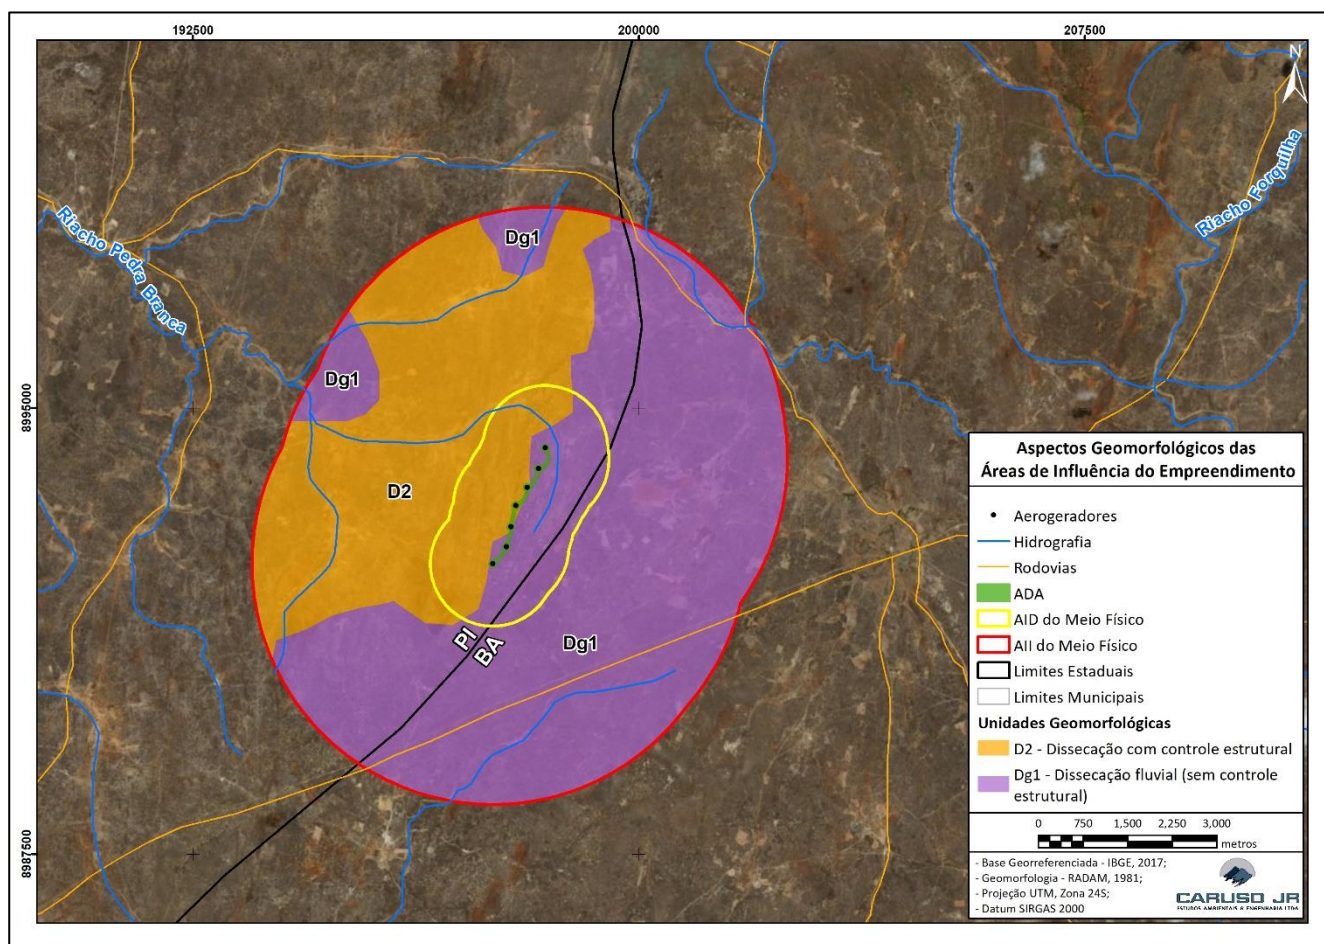 192500
200000
207500
N
Riacho Forquilha
Riacho Pedra Branca
Dg1
Dg1
8995000
D2
PI
BA
Dg1
8987500
Aspectos Geomorfológicos das
Áreas de Influência do Empreendimento
Aerogeradores
Hidrografia
Rodovias
ADA
AID do Meio Físico
AII do Meio Físico
Limites Estaduais
Limites Municipais
Unidades Geomorfológicas
D2 - Dissecação com controle estrutural
Dg1 - Dissecação fluvial (sem controle
estrutural)
0 750 1,500 2,250 3,000
metros
- Base Georreferenciada - IBGE, 2017;
- Geomorfologia - RADAM, 1981;
- Projeção UTM, Zona 24S;
- Datum SIRGAS 2000
CARUSO JR
ESTUDOS AMBIENTAIS & ENGENHARIA LTDA